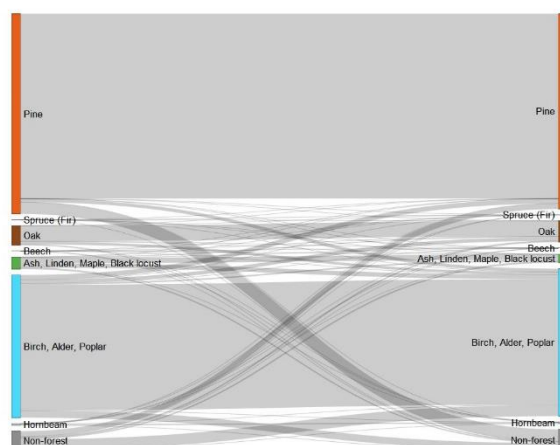 Pine
Spruce (Fir)
Oak
Beech
Ash, Linden, Maple, Black locust
Birch, Alder, Poplar
Hornbeam
Non-forest
Pine
Spruce (Fir)
Oak
Beech
Ash, Linden, Maple, Black locust
Birch, Alder, Poplar
Hornbeam
Non-forest